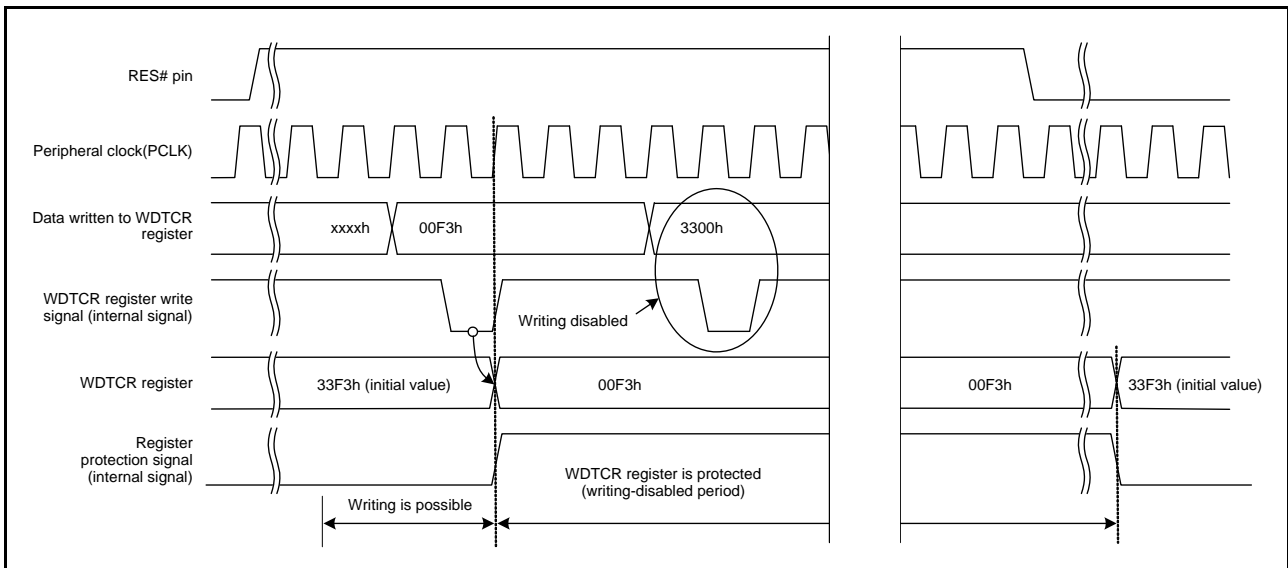 RES# pin
Peripheral clock(PCLK)
Data written to WDTCR
register
xxxxh
00F3h
3300h
WDTCR register write
signal (internal signal)
Writing disabled
WDTCR register
33F3h (initial value)
00F3h
00F3h
33F3h (initial value)
Register
protection signal
(internal signal)
WDTCR register is protected
(writing-disabled period)
Writing is possible